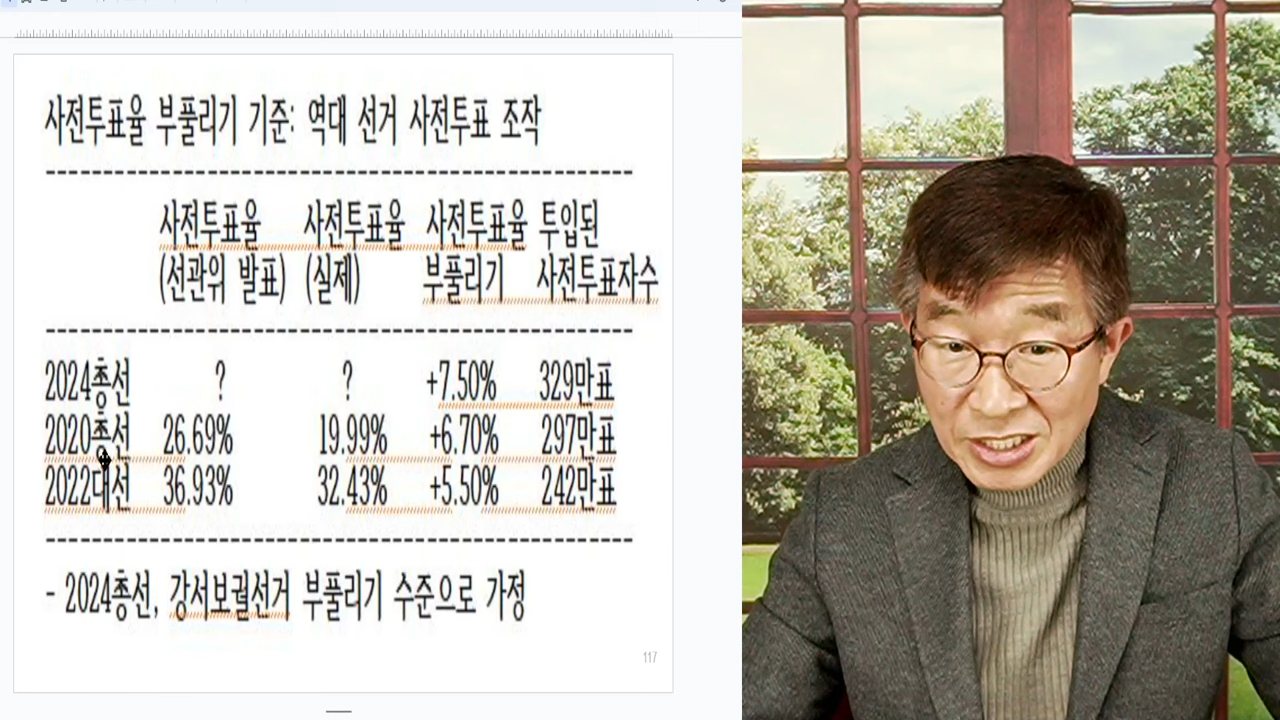 사전투표율 부풀리기 기준: 역대 선거 사전투표 조작
사전투표율 사전투표율 사전투표율 투입된
(선관위 발표) (실제) 부풀리기 사전투표자수
2024총선 ? ? +7.50% 329만표
2020총선 26.69% 19.99% +6.70% 297만표
2022대선 36.93% 32.43% +5.50% 242만표
- 2024총선, 강서보궐선거 부풀리기 수준으로 가정
117